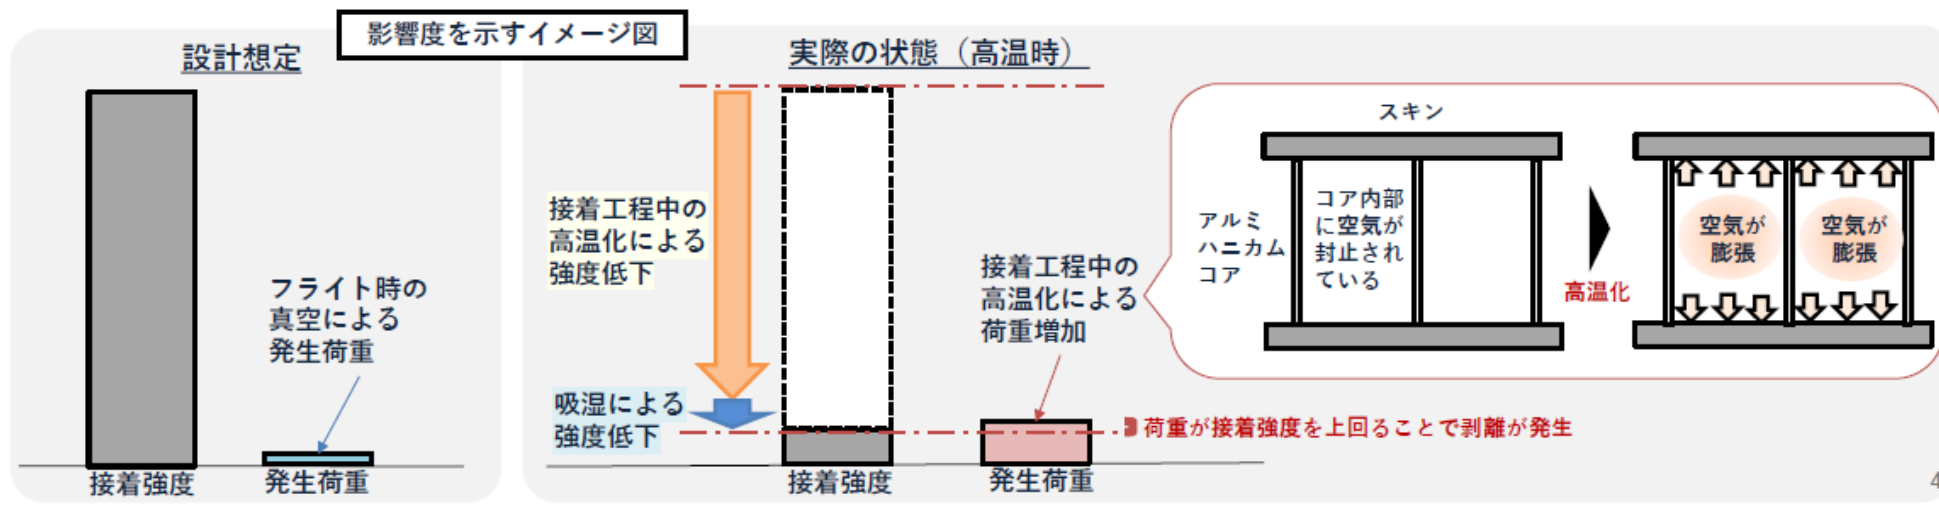 影響度を示すイメージ図
設計想定
フライト時の
真空による
発生荷重
接着強度
発生荷重
実際の状態（高温時）
接着工程中の
高温化による
強度低下
吸湿による
強度低下
接着強度
接着工程中の
高温化による
荷重増加
発生荷重
荷重が接着強度を上回ることで剥離が発生
スキン
アルミ
ハニカム
コア
コア内部
に空気が
封止され
ている
高温化
空気が
膨張
空気が
膨張
4